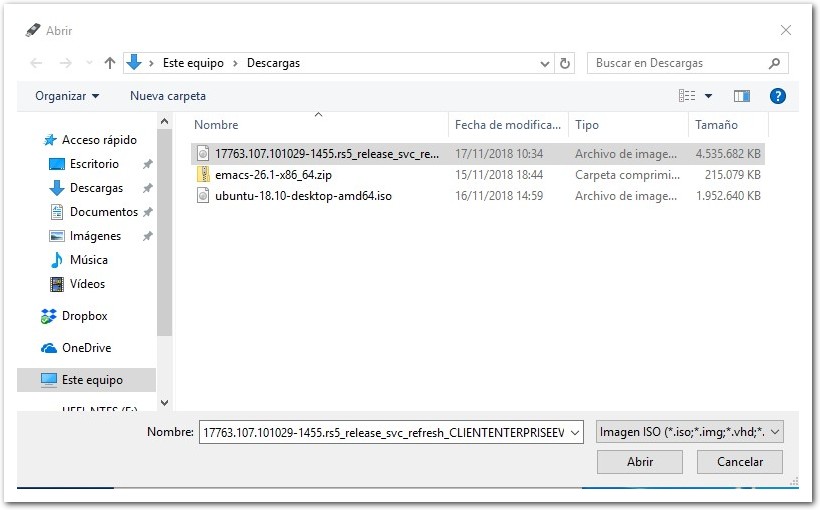 Abrir
Este equipo > Descargas
Buscar en Descargas
Organizar
Nueva carpeta
?
Nombre
Fecha de modifica...
Tipo
Tamaño
17763.107.101029-1455.rs5_release_svc_re...
17/11/2018 10:34
Archivo de image...
4.535.682 KB
emacs-26.1-x86_64.zip
15/11/2018 18:44
Carpeta comprimi...
215.079 KB
ubuntu-18.10-desktop-amd64.iso
16/11/2018 14:59
Archivo de image...
1.952.640 KB
Acceso rápido
Escritorio
Descargas
Documentos
Imágenes
Música
Vídeos
Dropbox
OneDrive
Este equipo
Nombre:
17763.107.101029-1455.rs5_release_svc_refresh_CLIENTENTERPRISEEV
Imagen ISO (*.iso;*.img;*.vhd;*.
Abrir
Cancelar